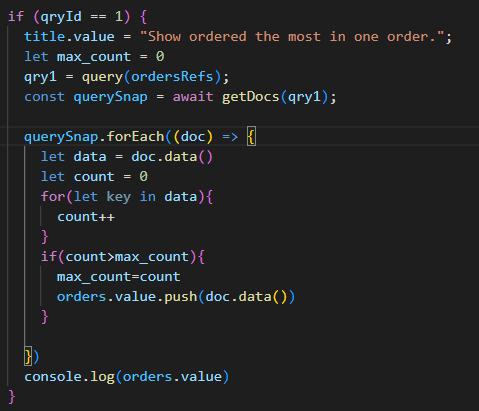 if (qryId == 1) {
  title.value = "Show ordered the most in one order.";
  let max_count = 0
  qry1 = query(ordersRefs);
  const querySnap = await getDocs(qry1);

  querySnap.forEach((doc) => {
    let data = doc.data()
    let count = 0
    for(let key in data){
      count++
    }
    if(count>max_count){
      max_count=count
      orders.value.push(doc.data())
    }

  })
  console.log(orders.value)
}